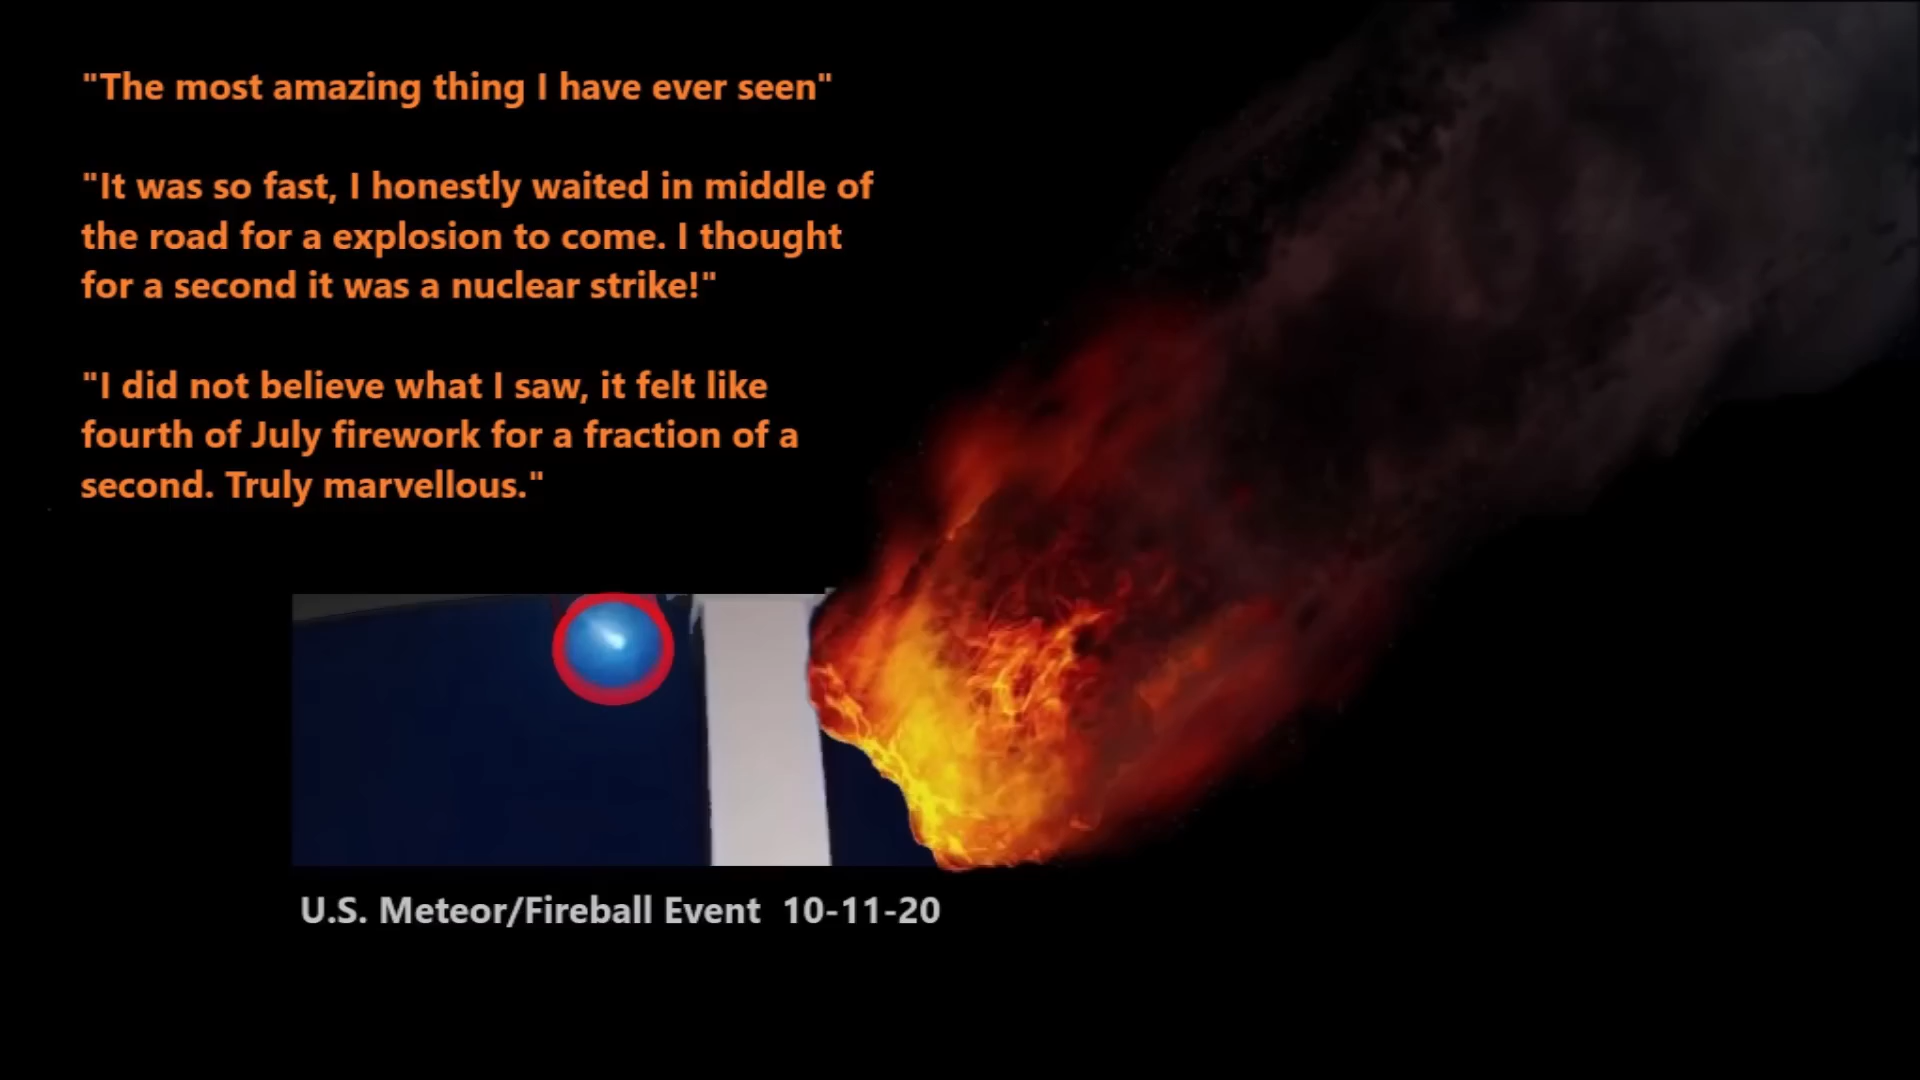 "The most amazing thing I have ever seen"
"It was so fast, I honestly waited in middle of
the road for a explosion to come. I thought
for a second it was a nuclear strike!"
"I did not believe what I saw, it felt like
fourth of July firework for a fraction of a
second. Truly marvellous."
U.S. Meteor/Fireball Event 10-11-20